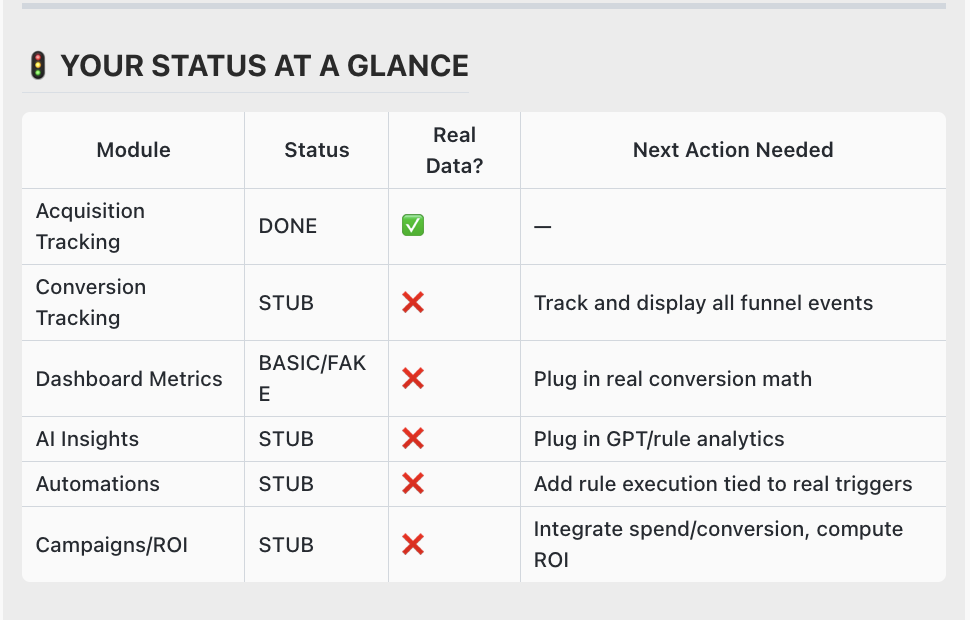 🚦 YOUR STATUS AT A GLANCE
Module Status Real Data? Next Action Needed
Acquisition Tracking DONE ✅ —
Conversion Tracking STUB ❌ Track and display all funnel events
Dashboard Metrics BASIC/FAKE ❌ Plug in real conversion math
AI Insights STUB ❌ Plug in GPT/rule analytics
Automations STUB ❌ Add rule execution tied to real triggers
Campaigns/ROI STUB ❌ Integrate spend/conversion, compute ROI